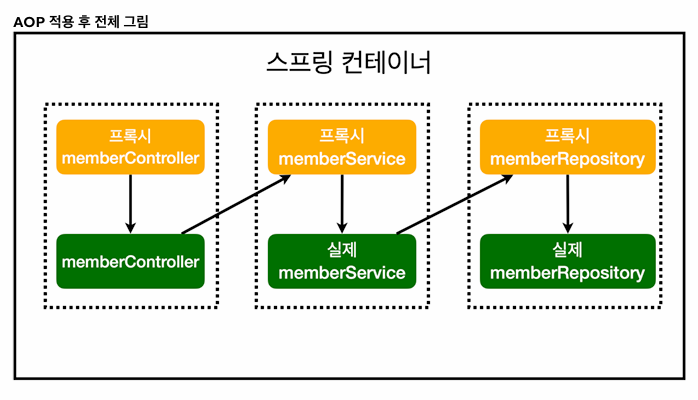 AOP 적용 후 전체 그림
스프링 컨테이너
프록시
memberController
프록시
memberService
프록시
memberRepository
memberController
실제
memberService
실제
memberRepository